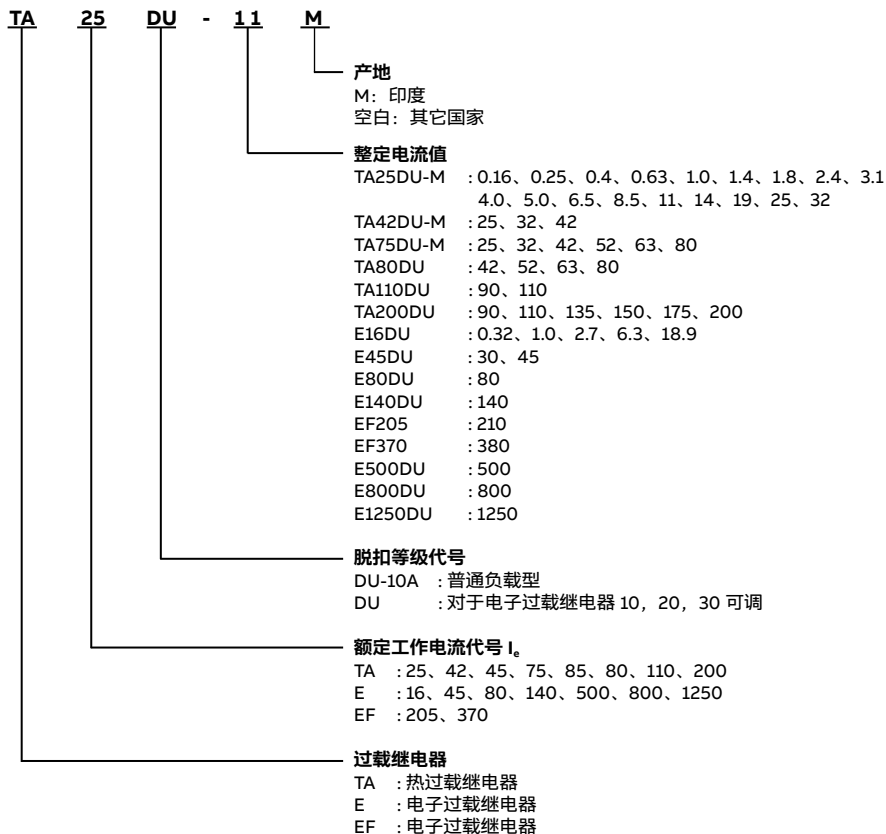 TA 25 DU - 11 M
产地
M：印度
空白：其它国家
整定电流值
TA25DU-M : 0.16、0.25、0.4、0.63、1.0、1.4、1.8、2.4、3.1
4.0、5.0、6.5、8.5、11、14、19、25、32
TA42DU-M : 25、32、42
TA75DU-M : 25、32、42、52、63、80
TA80DU : 42、52、63、80
TA110DU : 90、110
TA200DU : 90、110、135、150、175、200
E16DU : 0.32、1.0、2.7、6.3、18.9
E45DU : 30、45
E80DU : 80
E140DU : 140
EF205 : 210
EF370 : 380
E500DU : 500
E800DU : 800
E1250DU : 1250
脱扣等级代号
DU-10A : 普通负载型
DU : 对于电子过载继电器 10，20，30 可调
额定工作电流代号 Iₑ
TA : 25、42、45、75、85、80、110、200
E : 16、45、80、140、500、800、1250
EF : 205、370
过载继电器
TA : 热过载继电器
E : 电子过载继电器
EF : 电子过载继电器